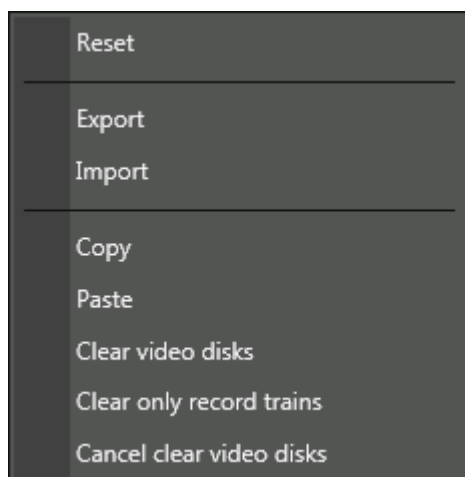 Reset
Export
Import
Copy
Paste
Clear video disks
Clear only record trains
Cancel clear video disks